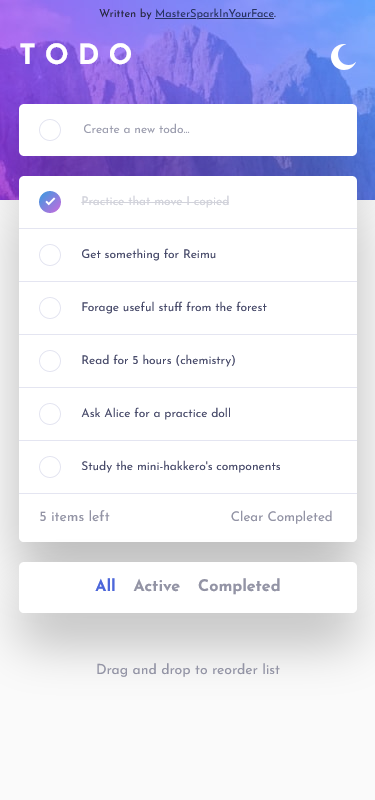 Written by MasterSparkInYourFace.
TODO
Create a new todo...
Practice that move I copied
Get something for Reimu
Forage useful stuff from the forest
Read for 5 hours (chemistry)
Ask Alice for a practice doll
Study the mini-hakkero's components
5 items left Clear Completed
All Active Completed
Drag and drop to reorder list